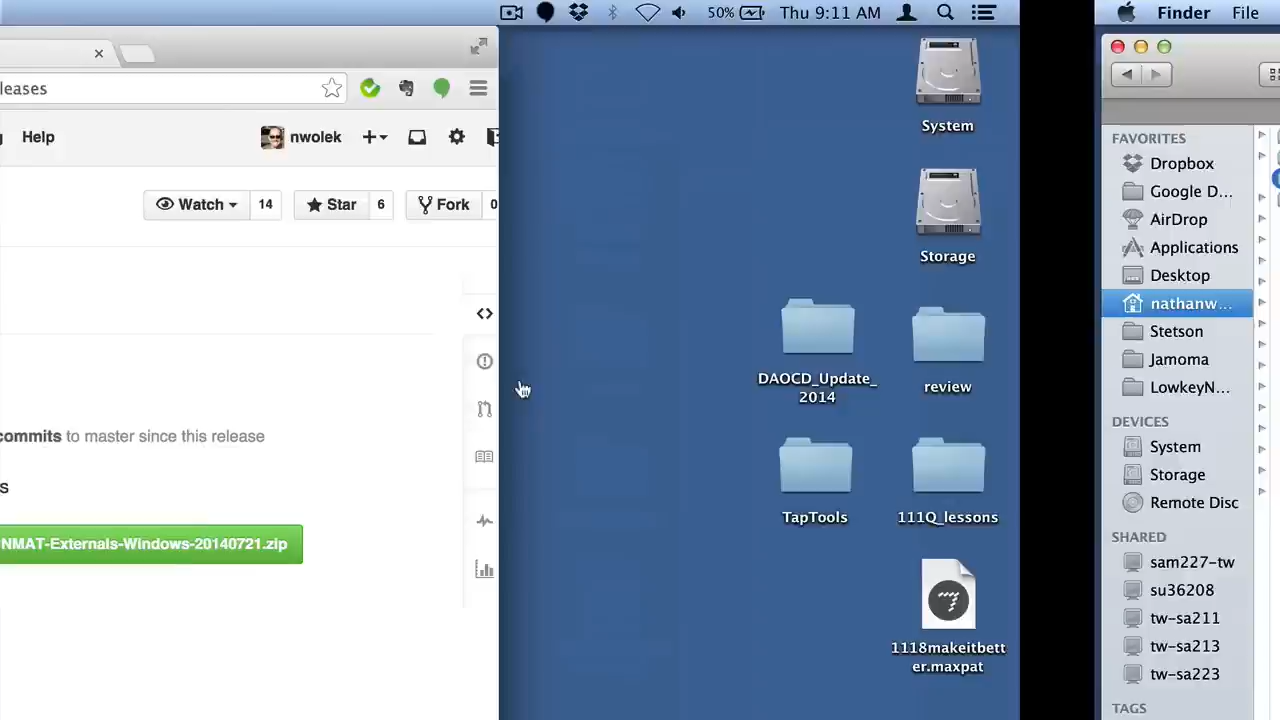 50% Thu 9:11 AM
Finder File
leases
Help
nwolek
Watch 14 Star 6 Fork 0
commits to master since this release
s
NMAT-Externals-Windows-20140721.zip
System
Storage
DAOCD_Update_
2014
review
TapTools
111Q_lessons
1118makeitbett
er.maxpat
FAVORITES
Dropbox
Google D...
AirDrop
Applications
Desktop
nathanw...
Stetson
Jamoma
LowkeyN...
DEVICES
System
Storage
Remote Disc
SHARED
sam227-tw
su36208
tw-sa211
tw-sa213
tw-sa223
TAGS